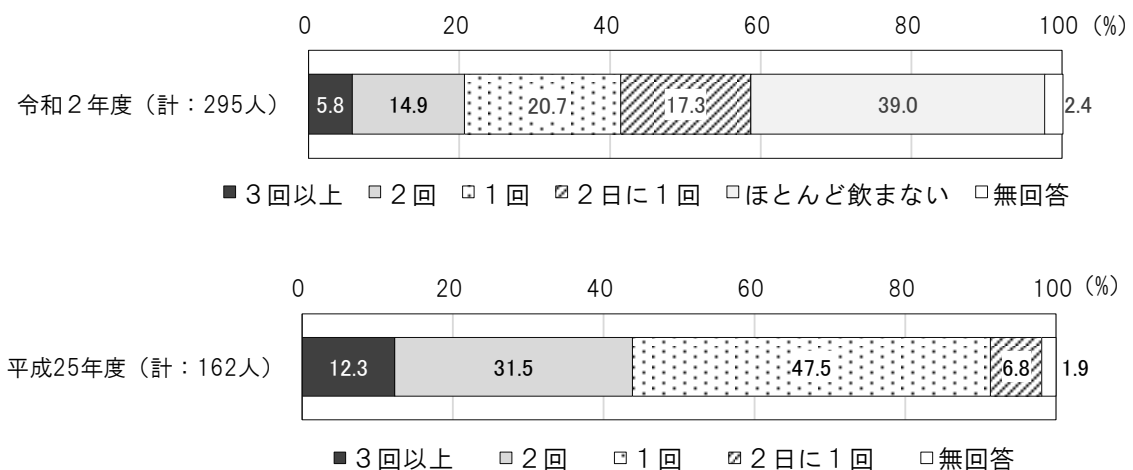 0 20 40 60 80 100 (%)
令和２年度（計：295人） 5.8 14.9 20.7 17.3 39.0 2.4
■３回以上 □２回 □１回 □２日に１回 □ほとんど飲まない □無回答
0 20 40 60 80 100 (%)
平成25年度（計：162人） 12.3 31.5 47.5 6.8 1.9
■３回以上 □２回 □１回 □２日に１回 □無回答